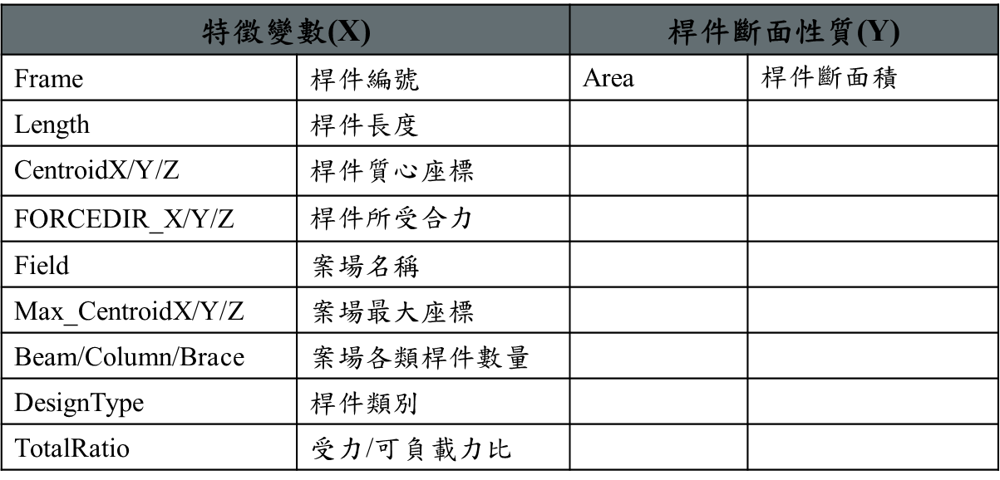 特徵變數(X) 桿件斷面性質(Y)
Frame 桿件編號 Area 桿件斷面積
Length 桿件長度
CentroidX/Y/Z 桿件質心座標
FORCEDIR_X/Y/Z 桿件所受合力
Field 案場名稱
Max_CentroidX/Y/Z 案場最大座標
Beam/Column/Brace 案場各類桿件數量
DesignType 桿件類別
TotalRatio 受力/可負載力比